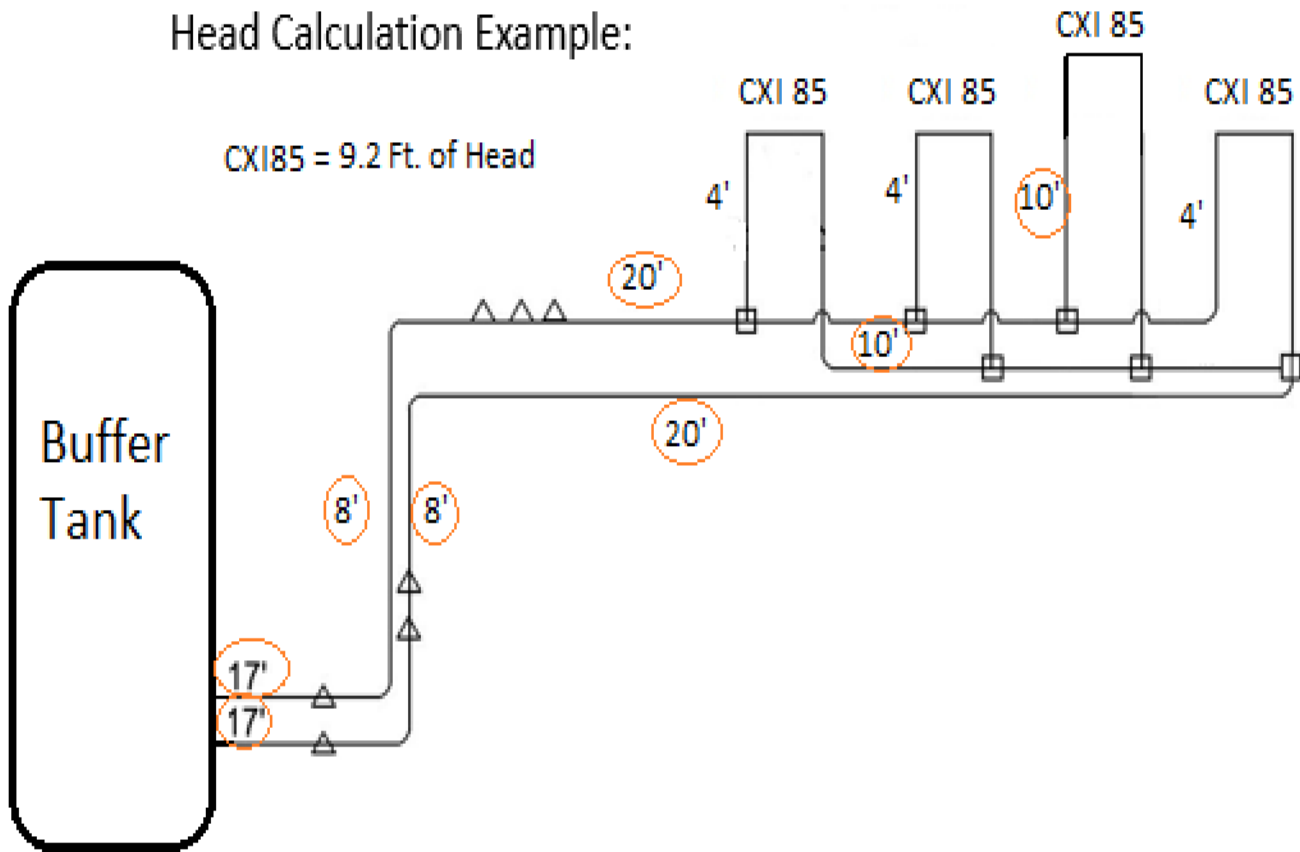 Head Calculation Example:
CXI 85
CXI 85
CXI 85
CXI 85
CXI85 = 9.2 Ft. of Head
4'
4'
10'
4'
20'
10'
20'
Buffer
Tank
8'
8'
17'
17'